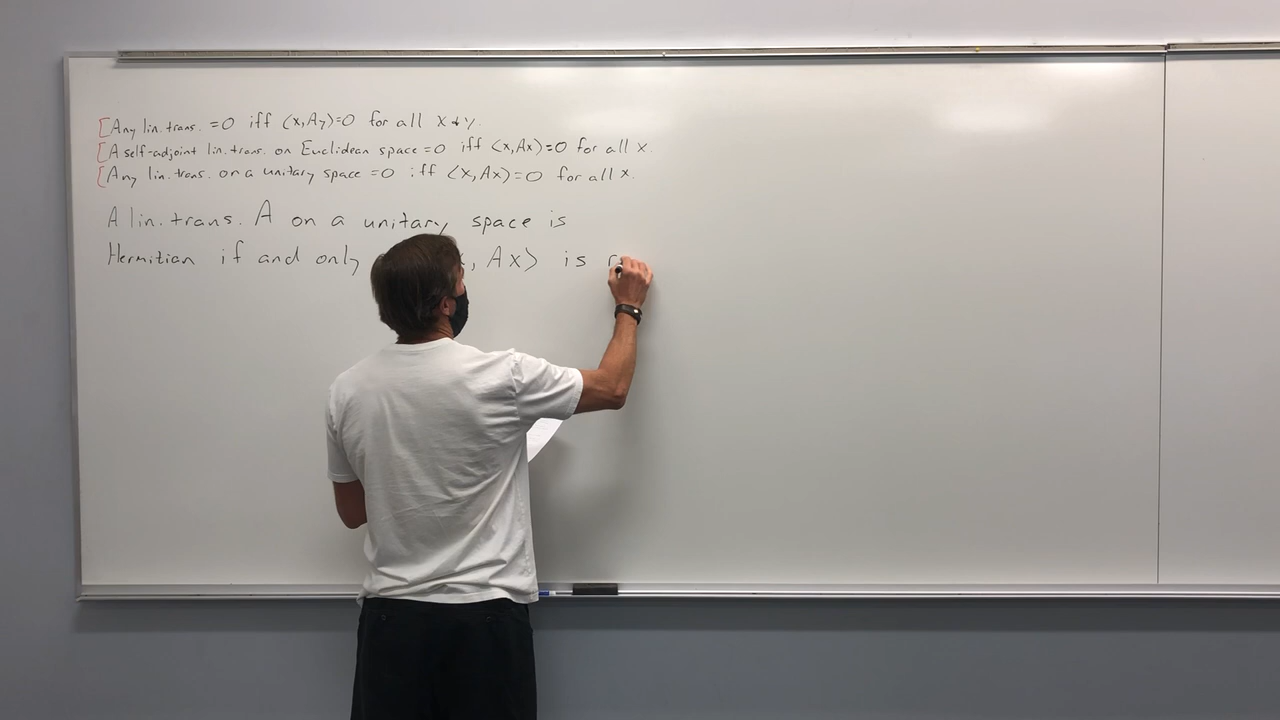 [Any lin. trans. =0 iff ⟨x,Ay⟩=0 for all x & y.
[A self-adjoint lin. trans. on Euclidean space =0 iff ⟨x,Ax⟩=0 for all x.
[Any lin. trans. on a unitary space =0 iff ⟨x,Ax⟩=0 for all x.
A lin. trans. A on a unitary space is
Hermitian if and only x, Ax⟩ is r